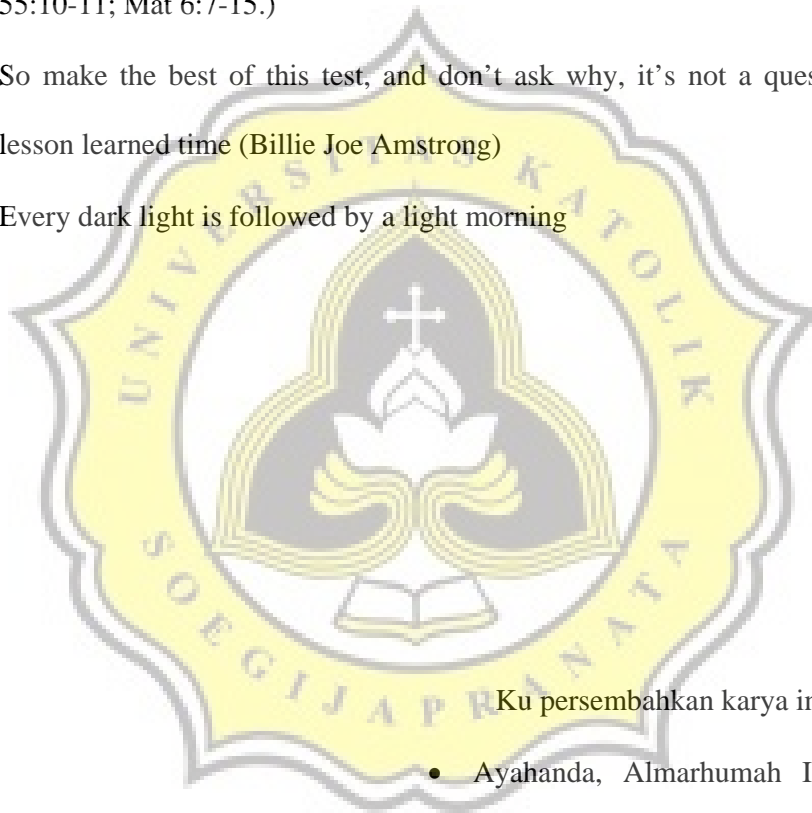 55:10-11; Mat 6:7-15.)
So make the best of this test, and don't ask why, it's not a
lesson learned time (Billie Joe Amstrong)
Every dark light is followed by a light morning
UNIVERSITAS KATOLIK
SOEGIJAPRANATA
Ku persembahkan karya
Ayahanda, Almarhumah